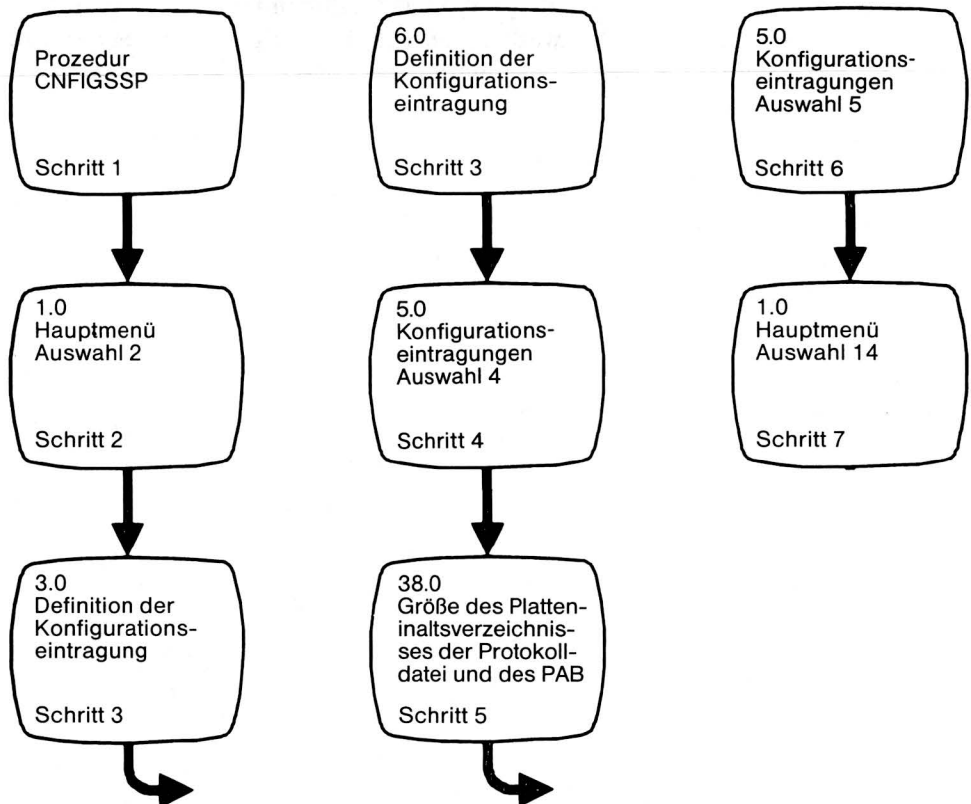 Prozedur
CNFIGSSP
Schritt 1
1.0
Hauptmenü
Auswahl 2
Schritt 2
3.0
Definition der
Konfigurations-
eintragung
Schritt 3
6.0
Definition der
Konfigurations-
eintragung
Schritt 3
5.0
Konfigurations-
eintragungen
Auswahl 4
Schritt 4
38.0
Größe des Platten-
inaltsverzeichnis-
ses der Protokoll-
datei und des PAB
Schritt 5
5.0
Konfigurations-
eintragungen
Auswahl 5
Schritt 6
1.0
Hauptmenü
Auswahl 14
Schritt 7